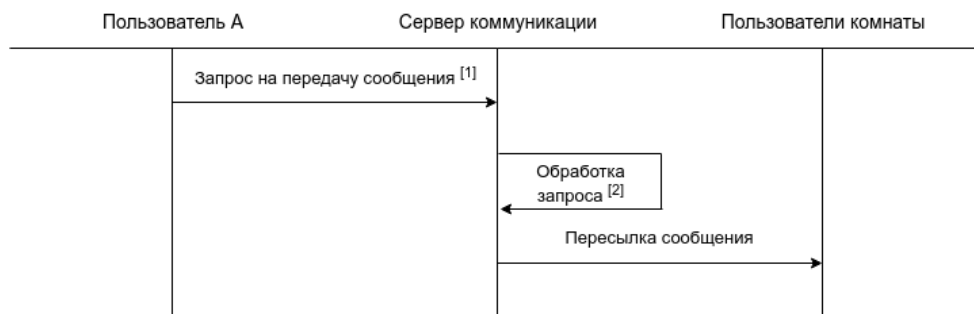 Пользователь А Сервер коммуникации Пользователи комнаты
Запрос на передачу сообщения [1]
Обработка
запроса [2]
Пересылка сообщения